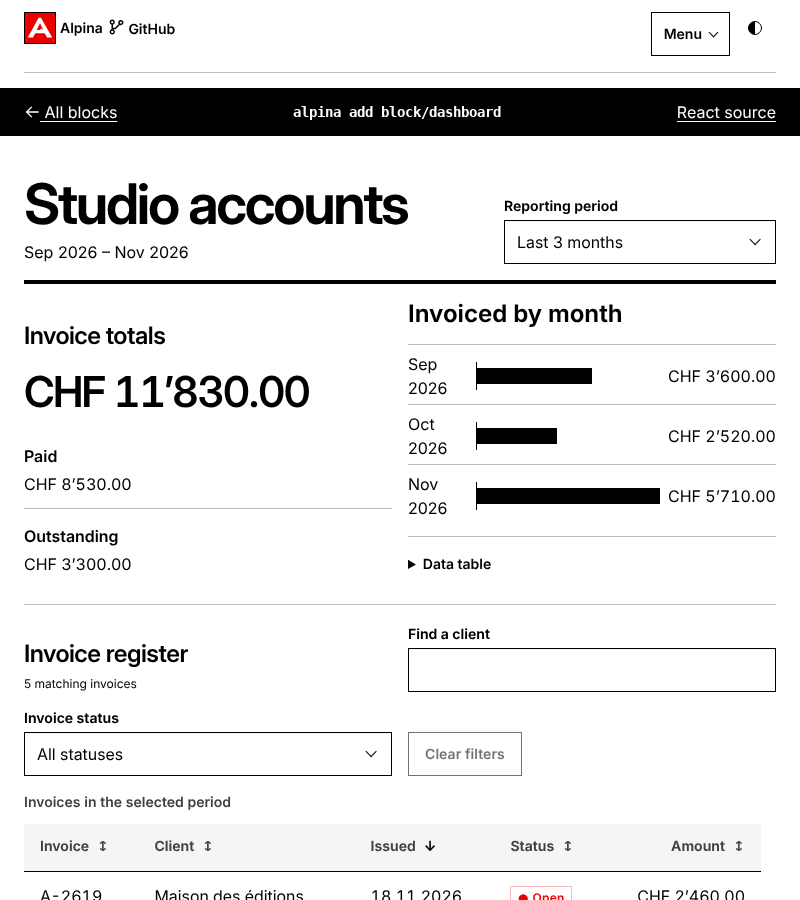 Alpina GitHub
Menu
← All blocks
alpina add block/dashboard
React source
Studio accounts
Sep 2026 – Nov 2026
Reporting period
Last 3 months
Invoice totals
CHF 11’830.00
Paid
CHF 8’530.00
Outstanding
CHF 3’300.00
Invoiced by month
Sep
2026
CHF 3’600.00
Oct
2026
CHF 2’520.00
Nov
2026
CHF 5’710.00
Data table
Invoice register
5 matching invoices
Find a client
Invoice status
All statuses
Clear filters
Invoices in the selected period
Invoice ↕ Client ↕ Issued ↓ Status ↕ Amount ↕
A-2619 Maison des éditions 18.11.2026 Open CHF 2’460.00